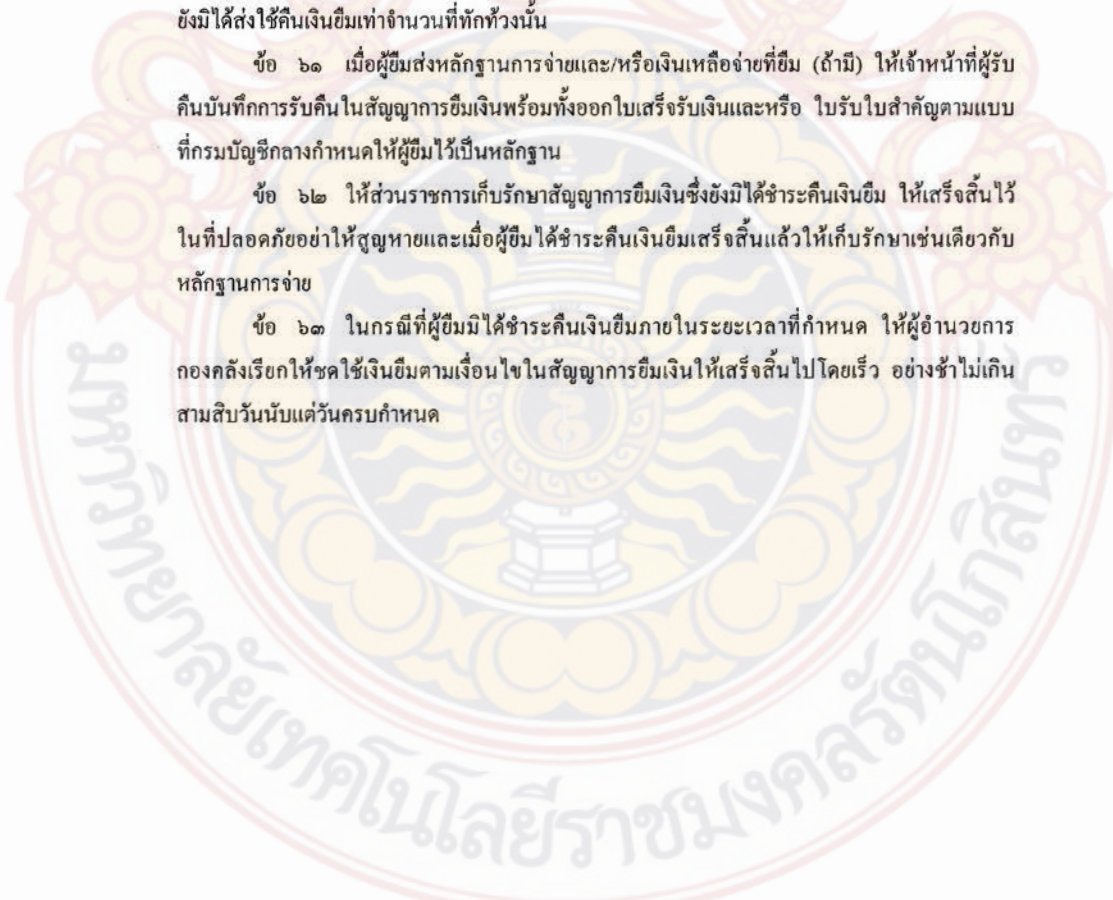 ยังมิได้ส่งใช้คืนเงินยืมเท่าจำนวนที่ทักท้วงนั้น
ข้อ ๖๑ เมื่อผู้ยืมส่งหลักฐานการจ่ายและ/หรือเงินเหลือจ่ายที่ยืม (ถ้ามี) ให้เจ้าหน้าที่ผู้รับ
คืนบันทึกการรับคืนในสัญญาการยืมเงินพร้อมทั้งออกใบเสร็จรับเงินและหรือ ใบรับใบสำคัญตามแบบ
ที่กรมบัญชีกลางกำหนดให้ผู้ยืมไว้เป็นหลักฐาน
ข้อ ๖๒ ให้ส่วนราชการเก็บรักษาสัญญาการยืมเงินซึ่งยังมิได้ชำระคืนเงินยืม ให้เสร็จสิ้นไว้
ในที่ปลอดภัยอย่าให้สูญหายและเมื่อผู้ยืมได้ชำระคืนเงินยืมเสร็จสิ้นแล้วให้เก็บรักษาเช่นเดียวกับ
หลักฐานการจ่าย
ข้อ ๖๓ ในกรณีที่ผู้ยืมมิได้ชำระคืนเงินยืมภายในระยะเวลาที่กำหนด ให้ผู้อำนวยการ
กองคลังเรียกให้ชดใช้เงินยืมตามเงื่อนไขในสัญญาการยืมเงินให้เสร็จสิ้นไปโดยเร็ว อย่างช้าไม่เกิน
สามสิบวันนับแต่วันครบกำหนด
มหาวิทยาลัยเทคโนโลยีราชมงคลรัตนโกสินทร์